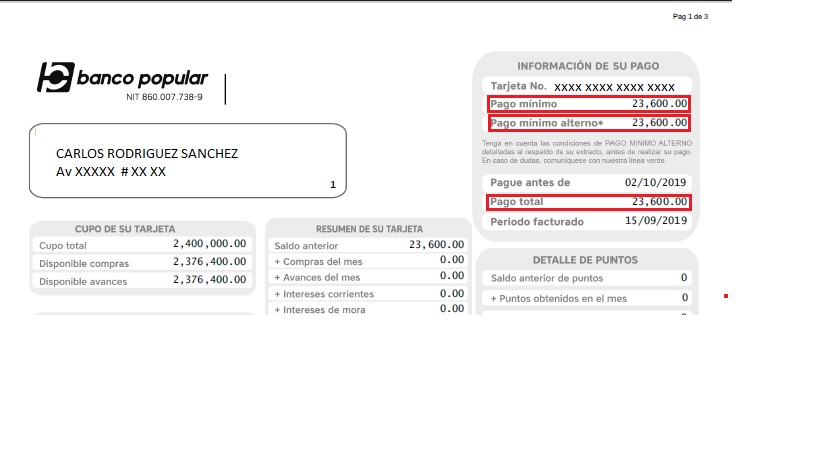 Pag 1 de 3
banco popular
NIT 860.007.738-9
CARLOS RODRIGUEZ SANCHEZ
Av XXXXX # XX XX
1
INFORMACIÓN DE SU PAGO
Tarjeta No. XXXX XXXX XXXX XXXX
Pago mínimo 23,600.00
Pago mínimo alterno* 23,600.00
Tenga en cuenta las condiciones de PAGO MINIMO ALTERNO
detalladas al respaldo de su extracto, antes de realizar su pago.
En caso de dudas, comuníquese con nuestra línea verde.
Pague antes de 02/10/2019
Pago total 23,600.00
Periodo facturado 15/09/2019
CUPO DE SU TARJETA
Cupo total 2,400,000.00
Disponible compras 2,376,400.00
Disponible avances 2,376,400.00
RESUMEN DE SU TARJETA
Saldo anterior 23,600.00
+ Compras del mes 0.00
+ Avances del mes 0.00
+ Intereses corrientes 0.00
+ Intereses de mora 0.00
DETALLE DE PUNTOS
Saldo anterior de puntos 0
+ Puntos obtenidos en el mes 0